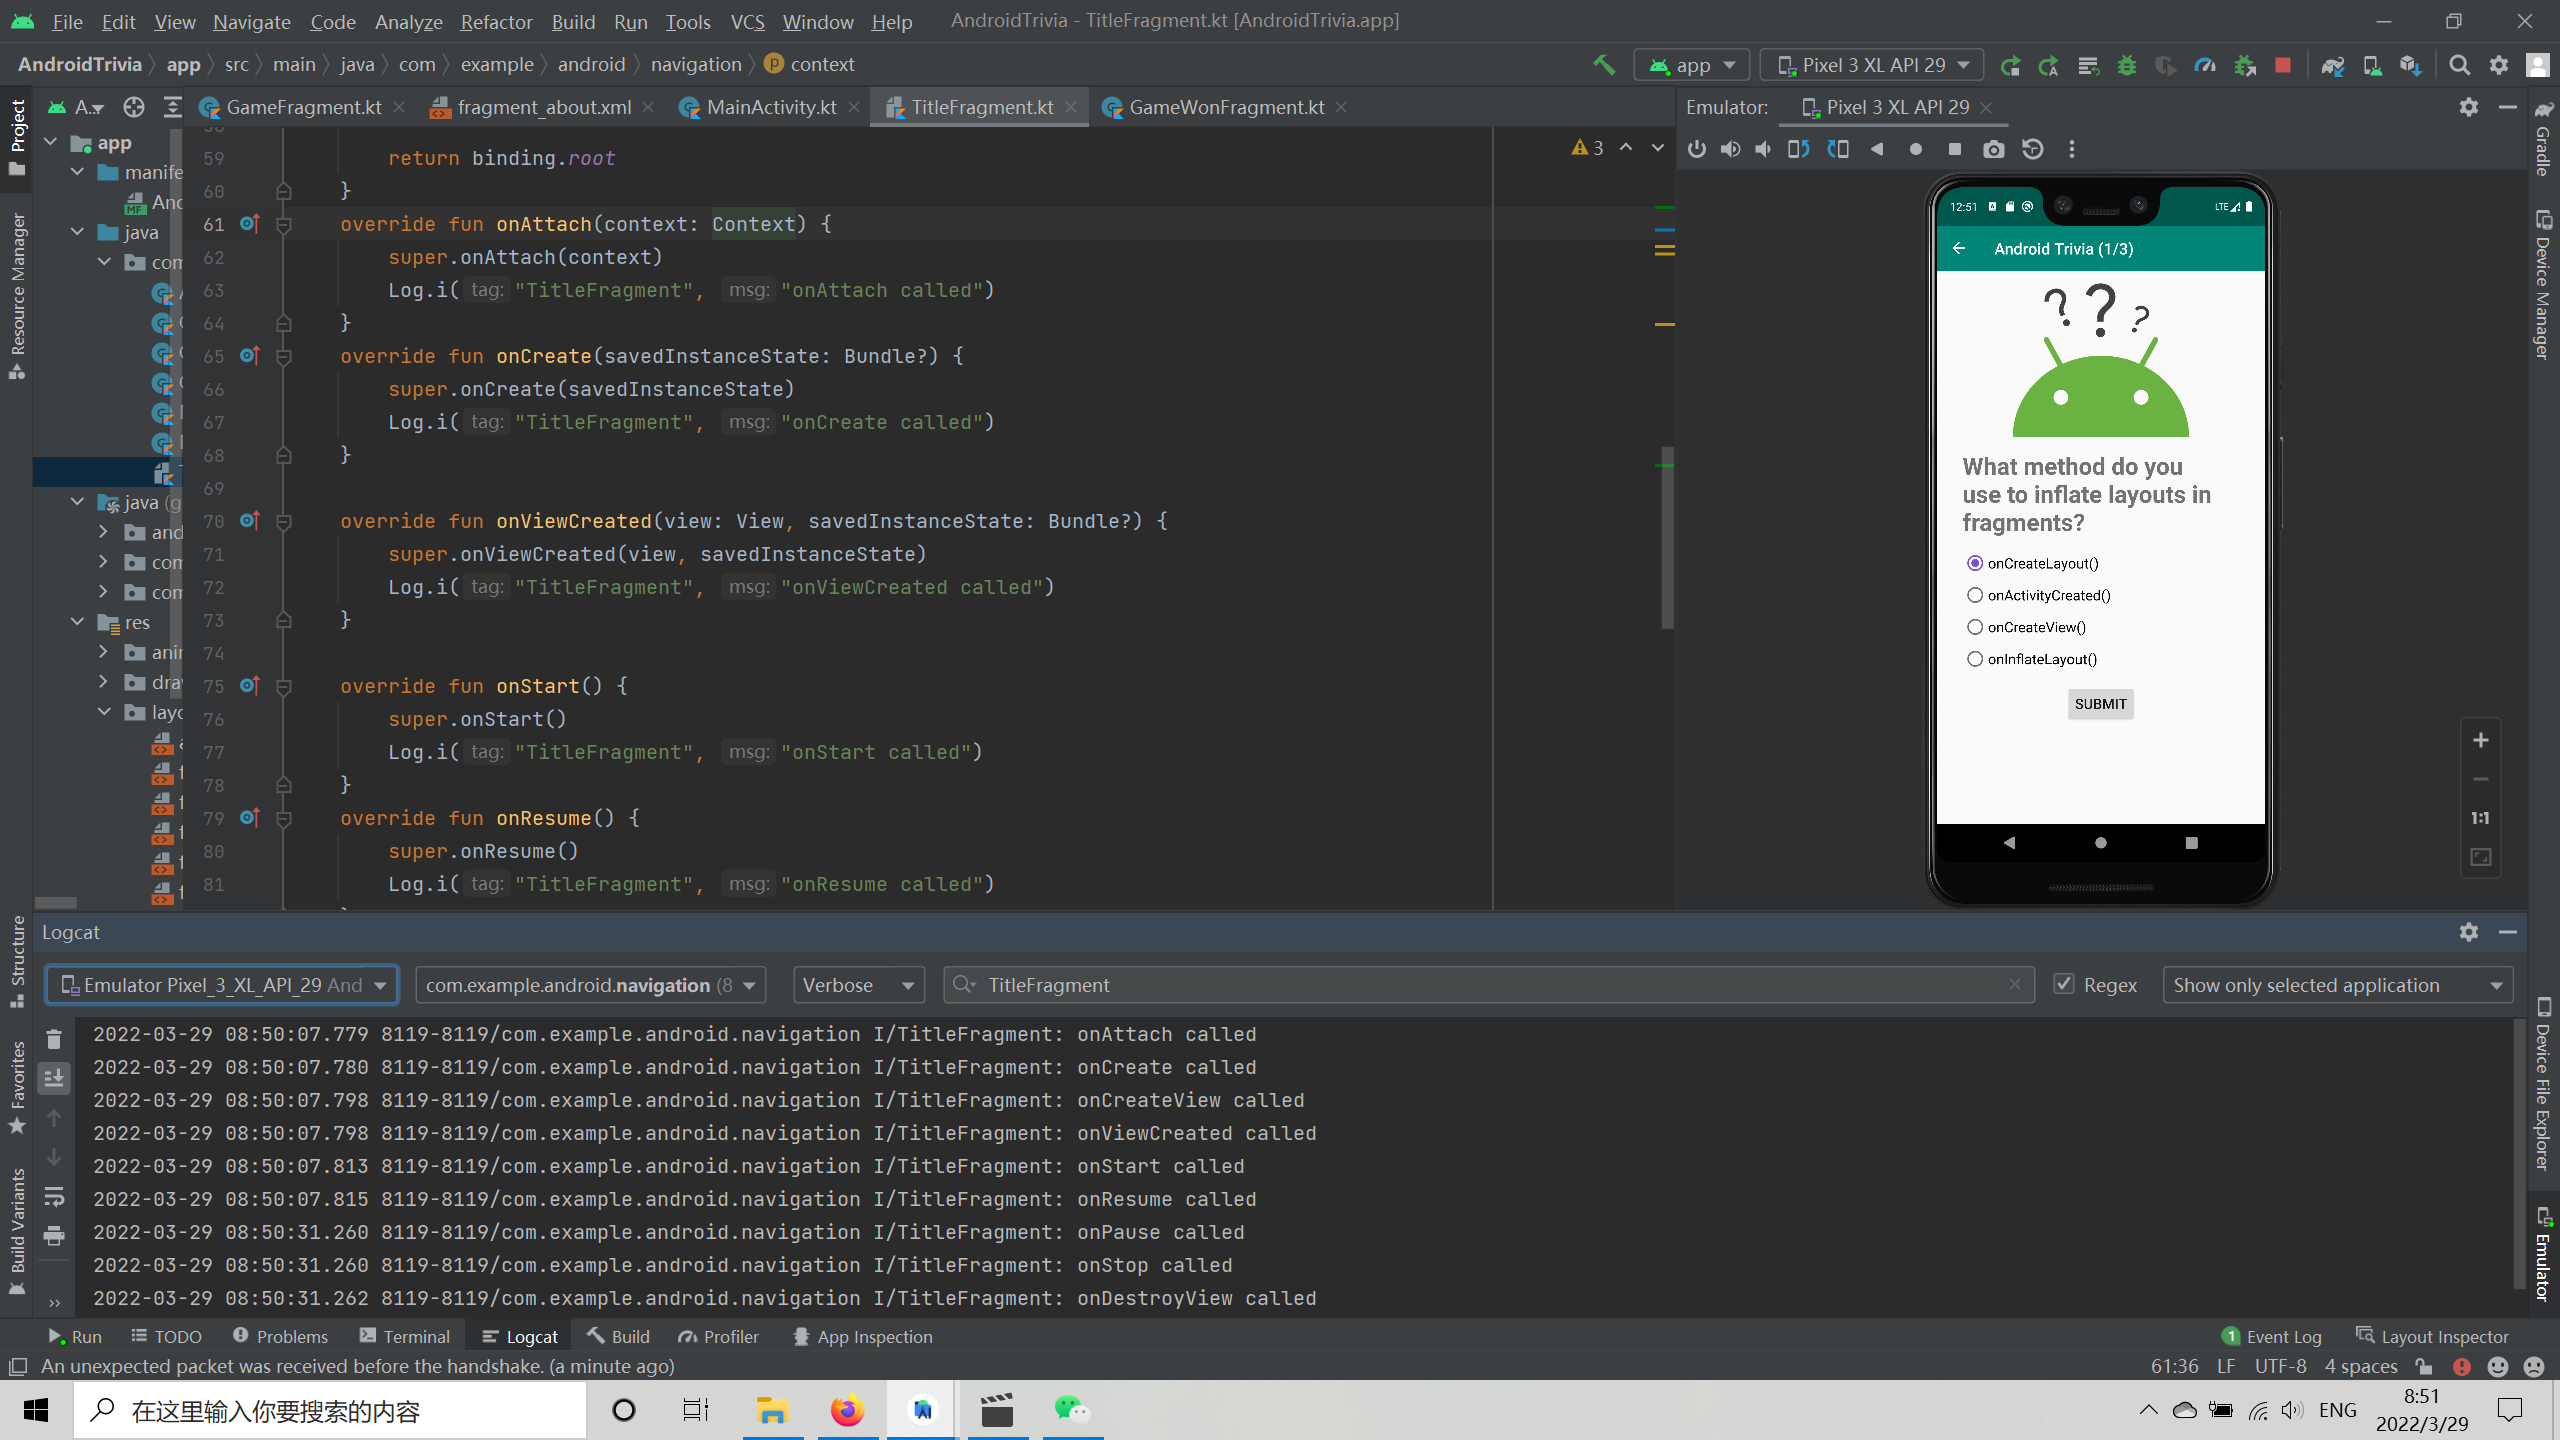 File Edit View Navigate Code Analyze Refactor Build Run Tools VCS Window Help AndroidTrivia - TitleFragment.kt [AndroidTrivia.app]
AndroidTrivia app src main java com example android navigation context app Pixel 3 XL API 29
A... GameFragment.kt fragment_about.xml MainActivity.kt TitleFragment.kt GameWonFragment.kt
Emulator: Pixel 3 XL API 29
Project
Resource Manager
Structure
Favorites
Build Variants
app
manife
And
java
com
java (g
and
com
com
res
anim
dra
layo
59 return binding.root
60 }
61 override fun onAttach(context: Context) {
62 super.onAttach(context)
63 Log.i( tag: "TitleFragment", msg: "onAttach called")
64 }
65 override fun onCreate(savedInstanceState: Bundle?) {
66 super.onCreate(savedInstanceState)
67 Log.i( tag: "TitleFragment", msg: "onCreate called")
68 }
69
70 override fun onViewCreated(view: View, savedInstanceState: Bundle?) {
71 super.onViewCreated(view, savedInstanceState)
72 Log.i( tag: "TitleFragment", msg: "onViewCreated called")
73 }
74
75 override fun onStart() {
76 super.onStart()
77 Log.i( tag: "TitleFragment", msg: "onStart called")
78 }
79 override fun onResume() {
80 super.onResume()
81 Log.i( tag: "TitleFragment", msg: "onResume called")
3
12:51 LTE
Android Trivia (1/3)
? ? ?
What method do you
use to inflate layouts in
fragments?
onCreateLayout()
onActivityCreated()
onCreateView()
onInflateLayout()
SUBMIT
1:1
Gradle
Device Manager
Device File Explorer
Emulator
Logcat
Emulator Pixel_3_XL_API_29 And com.example.android.navigation (8 Verbose TitleFragment Regex Show only selected application
2022-03-29 08:50:07.779 8119-8119/com.example.android.navigation I/TitleFragment: onAttach called
2022-03-29 08:50:07.780 8119-8119/com.example.android.navigation I/TitleFragment: onCreate called
2022-03-29 08:50:07.798 8119-8119/com.example.android.navigation I/TitleFragment: onCreateView called
2022-03-29 08:50:07.798 8119-8119/com.example.android.navigation I/TitleFragment: onViewCreated called
2022-03-29 08:50:07.813 8119-8119/com.example.android.navigation I/TitleFragment: onStart called
2022-03-29 08:50:07.815 8119-8119/com.example.android.navigation I/TitleFragment: onResume called
2022-03-29 08:50:31.260 8119-8119/com.example.android.navigation I/TitleFragment: onPause called
2022-03-29 08:50:31.260 8119-8119/com.example.android.navigation I/TitleFragment: onStop called
2022-03-29 08:50:31.262 8119-8119/com.example.android.navigation I/TitleFragment: onDestroyView called
Run TODO Problems Terminal Logcat Build Profiler App Inspection 1 Event Log Layout Inspector
An unexpected packet was received before the handshake. (a minute ago) 61:36 LF UTF-8 4 spaces
在这里输入你要搜索的内容
ENG
8:51
2022/3/29